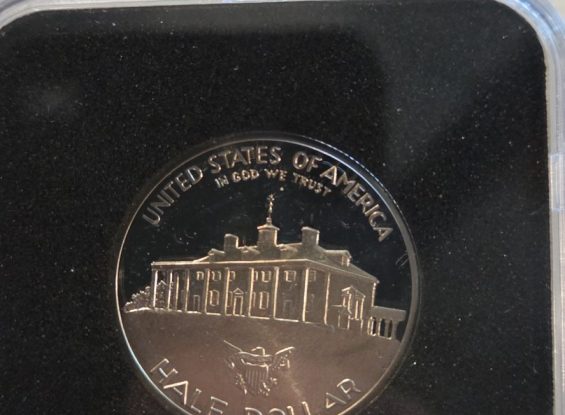 UNITED STATES OF AMERICA
IN GOD WE TRUST
HALF DOLLAR